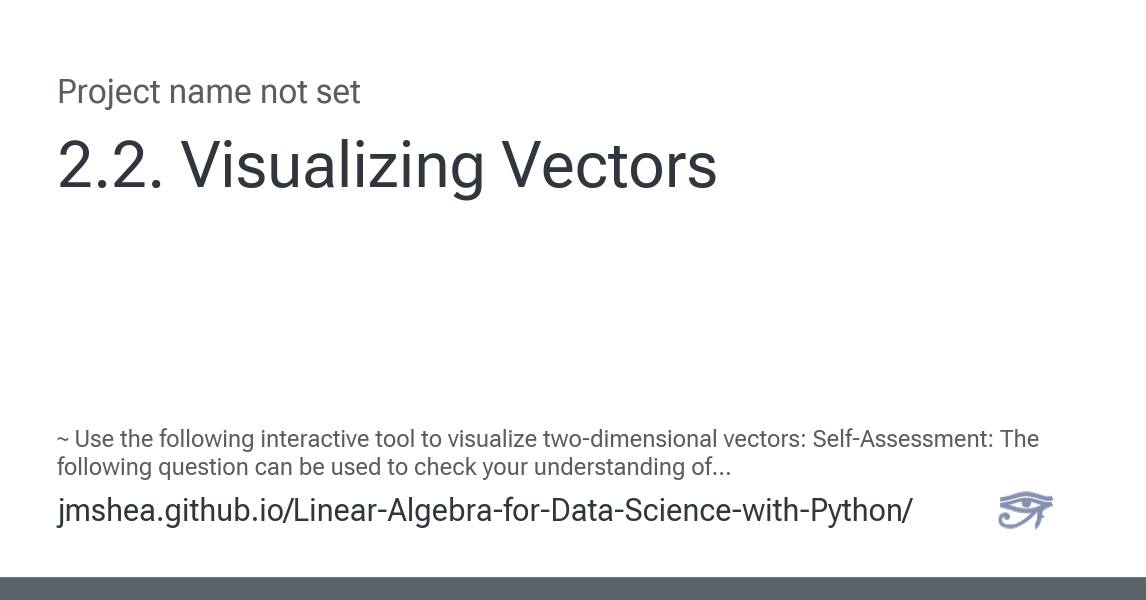 Project name not set
2.2. Visualizing Vectors
~ Use the following interactive tool to visualize two-dimensional vectors: Self-Assessment: The
following question can be used to check your understanding of...
jmshea.github.io/Linear-Algebra-for-Data-Science-with-Python/